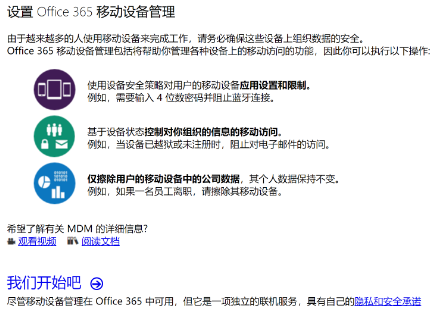 设置 Office 365 移动设备管理
由于越来越多的人使用移动设备来完成工作，请务必确保这些设备上组织数据的安全。
Office 365 移动设备管理包括将帮助你管理各种设备上的移动访问的功能，因此你可以执行以下操作:
使用设备安全策略对用户的移动设备应用设置和限制。
例如，需要输入 4 位数密码并阻止蓝牙连接。
基于设备状态控制对你组织的信息的移动访问。
例如，当设备已越狱或未注册时，阻止对电子邮件的访问。
仅擦除用户的移动设备中的公司数据，其个人数据保持不变。
例如，如果一名员工离职，请擦除其移动设备。
希望了解有关 MDM 的详细信息?
观看视频 阅读文档
我们开始吧
尽管移动设备管理在 Office 365 中可用，但它是一项独立的联机服务，具有自己的隐私和安全承诺